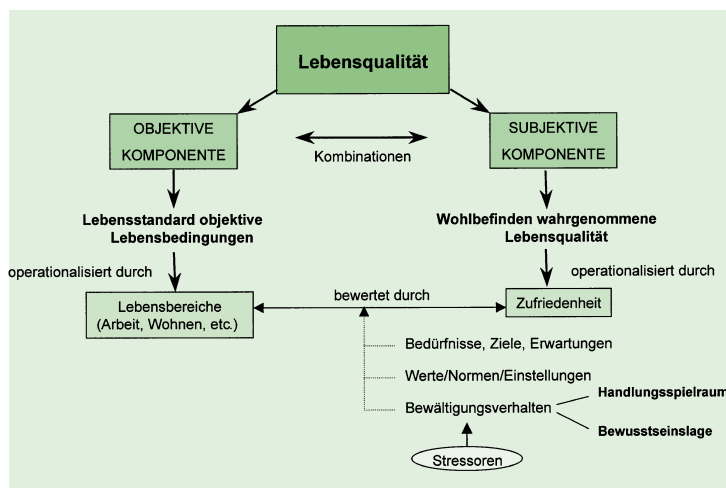 Lebensqualität
OBJEKTIVE
KOMPONENTE
Kombinationen
SUBJEKTIVE
KOMPONENTE
Lebensstandard objektive
Lebensbedingungen
Wohlbefinden wahrgenommene
Lebensqualität
operationalisiert durch
operationalisiert durch
Lebensbereiche
(Arbeit, Wohnen, etc.)
bewertet durch
Zufriedenheit
Bedürfnisse, Ziele, Erwartungen
Werte/Normen/Einstellungen
Bewältigungsverhalten
Handlungsspielraum
Bewusstseinslage
Stressoren